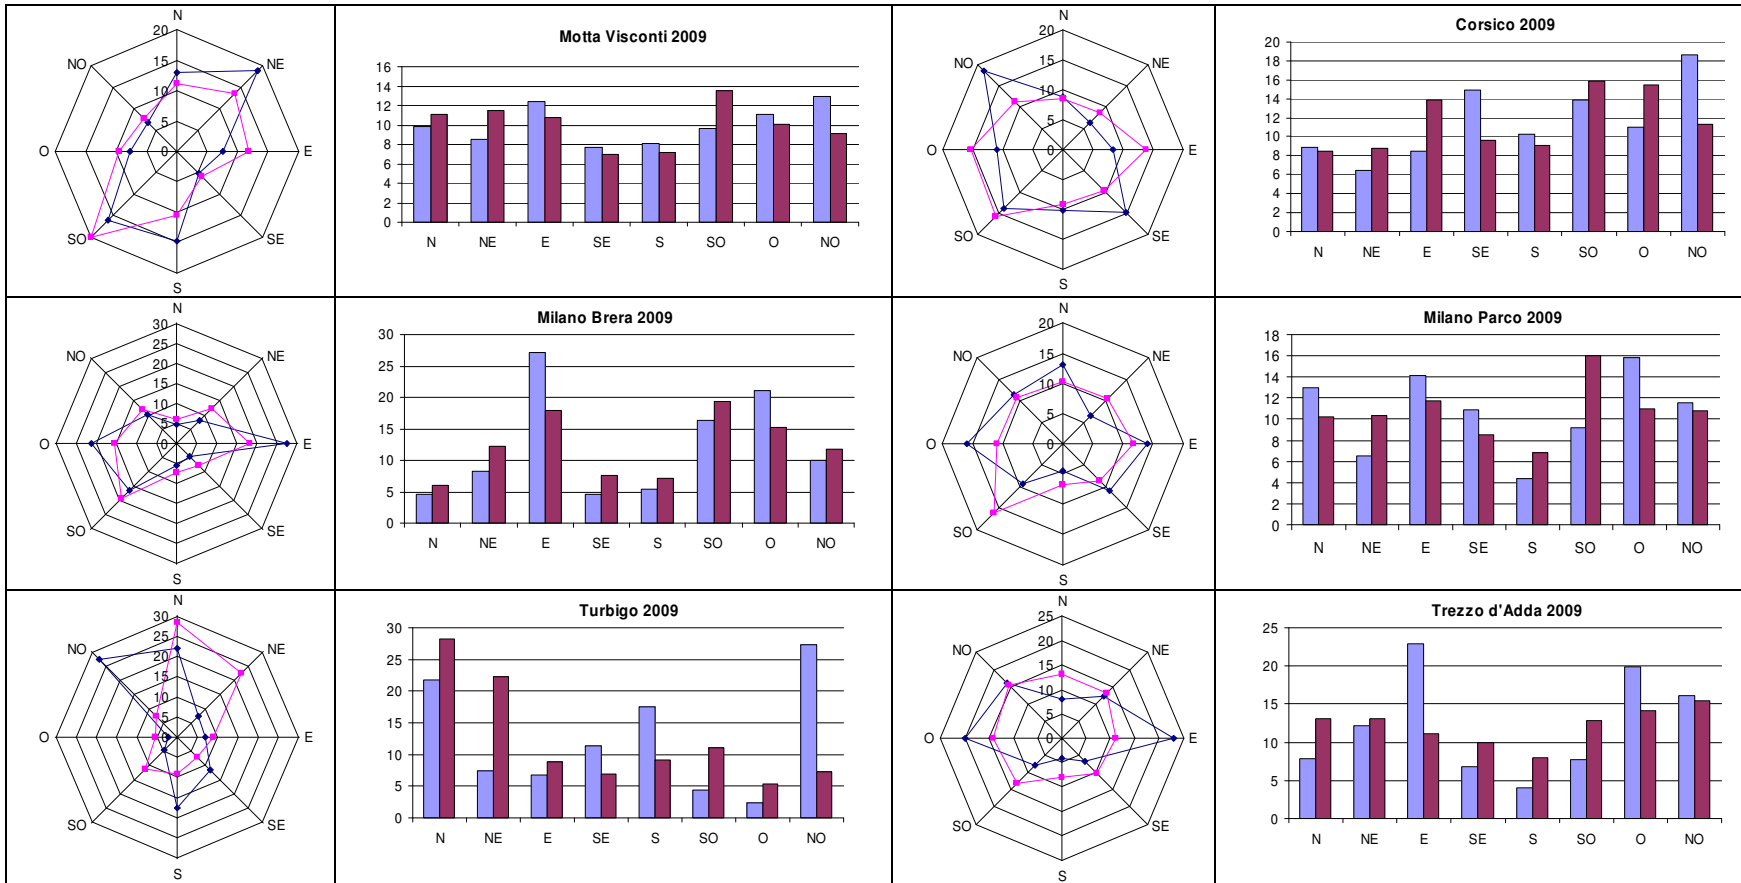 N
20
NO
NE
15
10
5
O
0
E
SO
SE
S
Motta Visconti 2009
16
14
12
10
8
6
4
2
0
N NE E SE S SO O NO
N
20
NO
NE
15
10
5
O
0
E
SO
SE
S
Corsico 2009
20
18
16
14
12
10
8
6
4
2
0
N NE E SE S SO O NO
N
30
NO
NE
25
20
15
10
5
O
0
E
SO
SE
S
Milano Brera 2009
30
25
20
15
10
5
0
N NE E SE S SO O NO
N
20
NO
NE
15
10
5
O
0
E
SO
SE
S
Milano Parco 2009
18
16
14
12
10
8
6
4
2
0
N NE E SE S SO O NO
N
30
NO
NE
25
20
15
10
5
O
0
E
SO
SE
S
Turbigo 2009
30
25
20
15
10
5
0
N NE E SE S SO O NO
N
25
NO
NE
20
15
10
5
O
0
E
SO
SE
S
Trezzo d'Adda 2009
25
20
15
10
5
0
N NE E SE S SO O NO